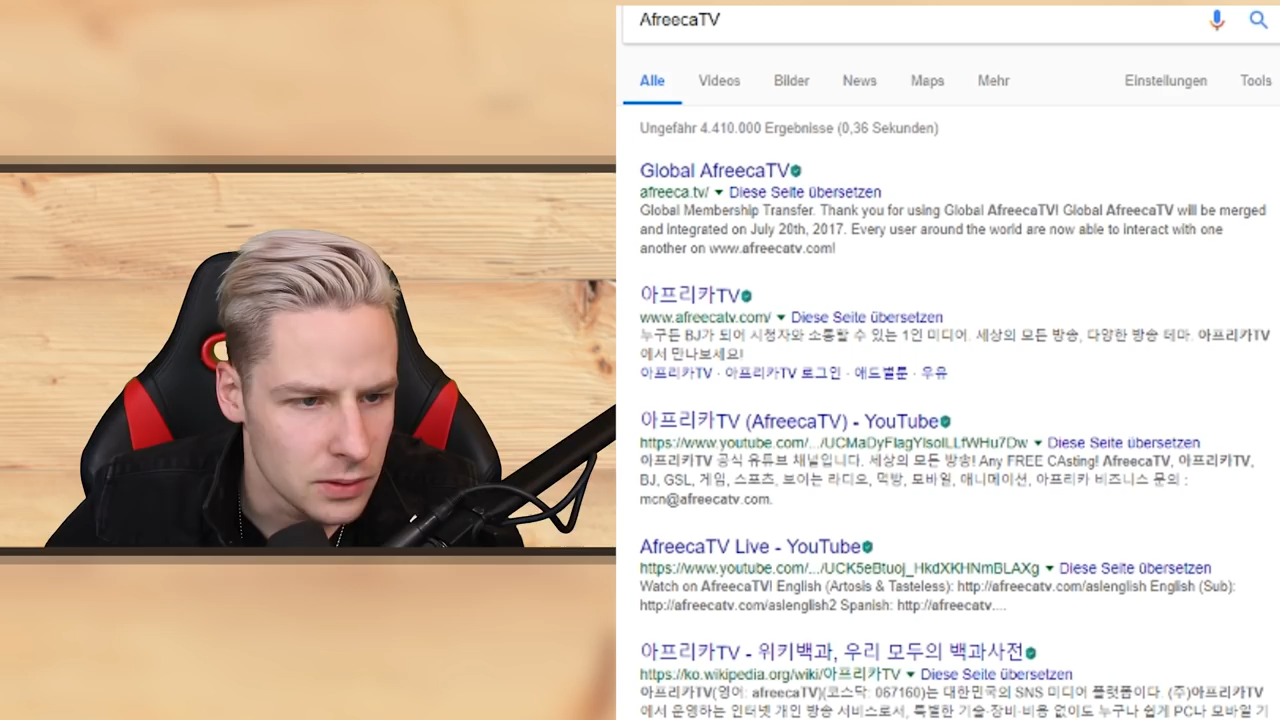 AfreecaTV
Alle Videos Bilder News Maps Mehr Einstellungen Tools
Ungefähr 4.410.000 Ergebnisse (0,36 Sekunden)
Global AfreecaTV
afreeca.tv/ Diese Seite übersetzen
Global Membership Transfer. Thank you for using Global AfreecaTV! Global AfreecaTV will be merged
and integrated on July 20th, 2017. Every user around the world are now able to interact with one
another on www.afreecatv.com!
아프리카TV
www.afreecatv.com/ Diese Seite übersetzen
누구든 BJ가 되어 시청자와 소통할 수 있는 1인 미디어. 세상의 모든 방송, 다양한 방송 테마. 아프리카TV
에서 만나보세요!
아프리카TV · 아프리카TV 로그인 · 애드벌룬 · 우유
아프리카TV (AfreecaTV) - YouTube
https://www.youtube.com/.../UCMaDyFlagYlsoILLfWHu7Dw Diese Seite übersetzen
아프리카TV 공식 유튜브 채널입니다. 세상의 모든 방송! Any FREE CAsting! AfreecaTV, 아프리카TV,
BJ, GSL, 게임, 스포츠, 보이는 라디오, 먹방, 모바일, 애니메이션, 아프리카 비즈니스 문의 :
mcn@afreecatv.com.
AfreecaTV Live - YouTube
https://www.youtube.com/.../UCK5eBtuoj_HkdXKHNmBLAXg Diese Seite übersetzen
Watch on AfreecaTV! English (Artosis & Tasteless): http://afreecatv.com/aslenglish English (Sub):
http://afreecatv.com/aslenglish2 Spanish: http://afreecatv....
아프리카TV - 위키백과, 우리 모두의 백과사전
https://ko.wikipedia.org/wiki/아프리카TV Diese Seite übersetzen
아프리카TV(영어: afreecaTV)(코스닥: 067160)는 대한민국의 SNS 미디어 플랫폼이다. (주)아프리카TV
에서 운영하는 인터넷 개인 방송 서비스로서, 특별한 기술·장비·비용 없이도 누구나 쉽게 PC나 모바일 기